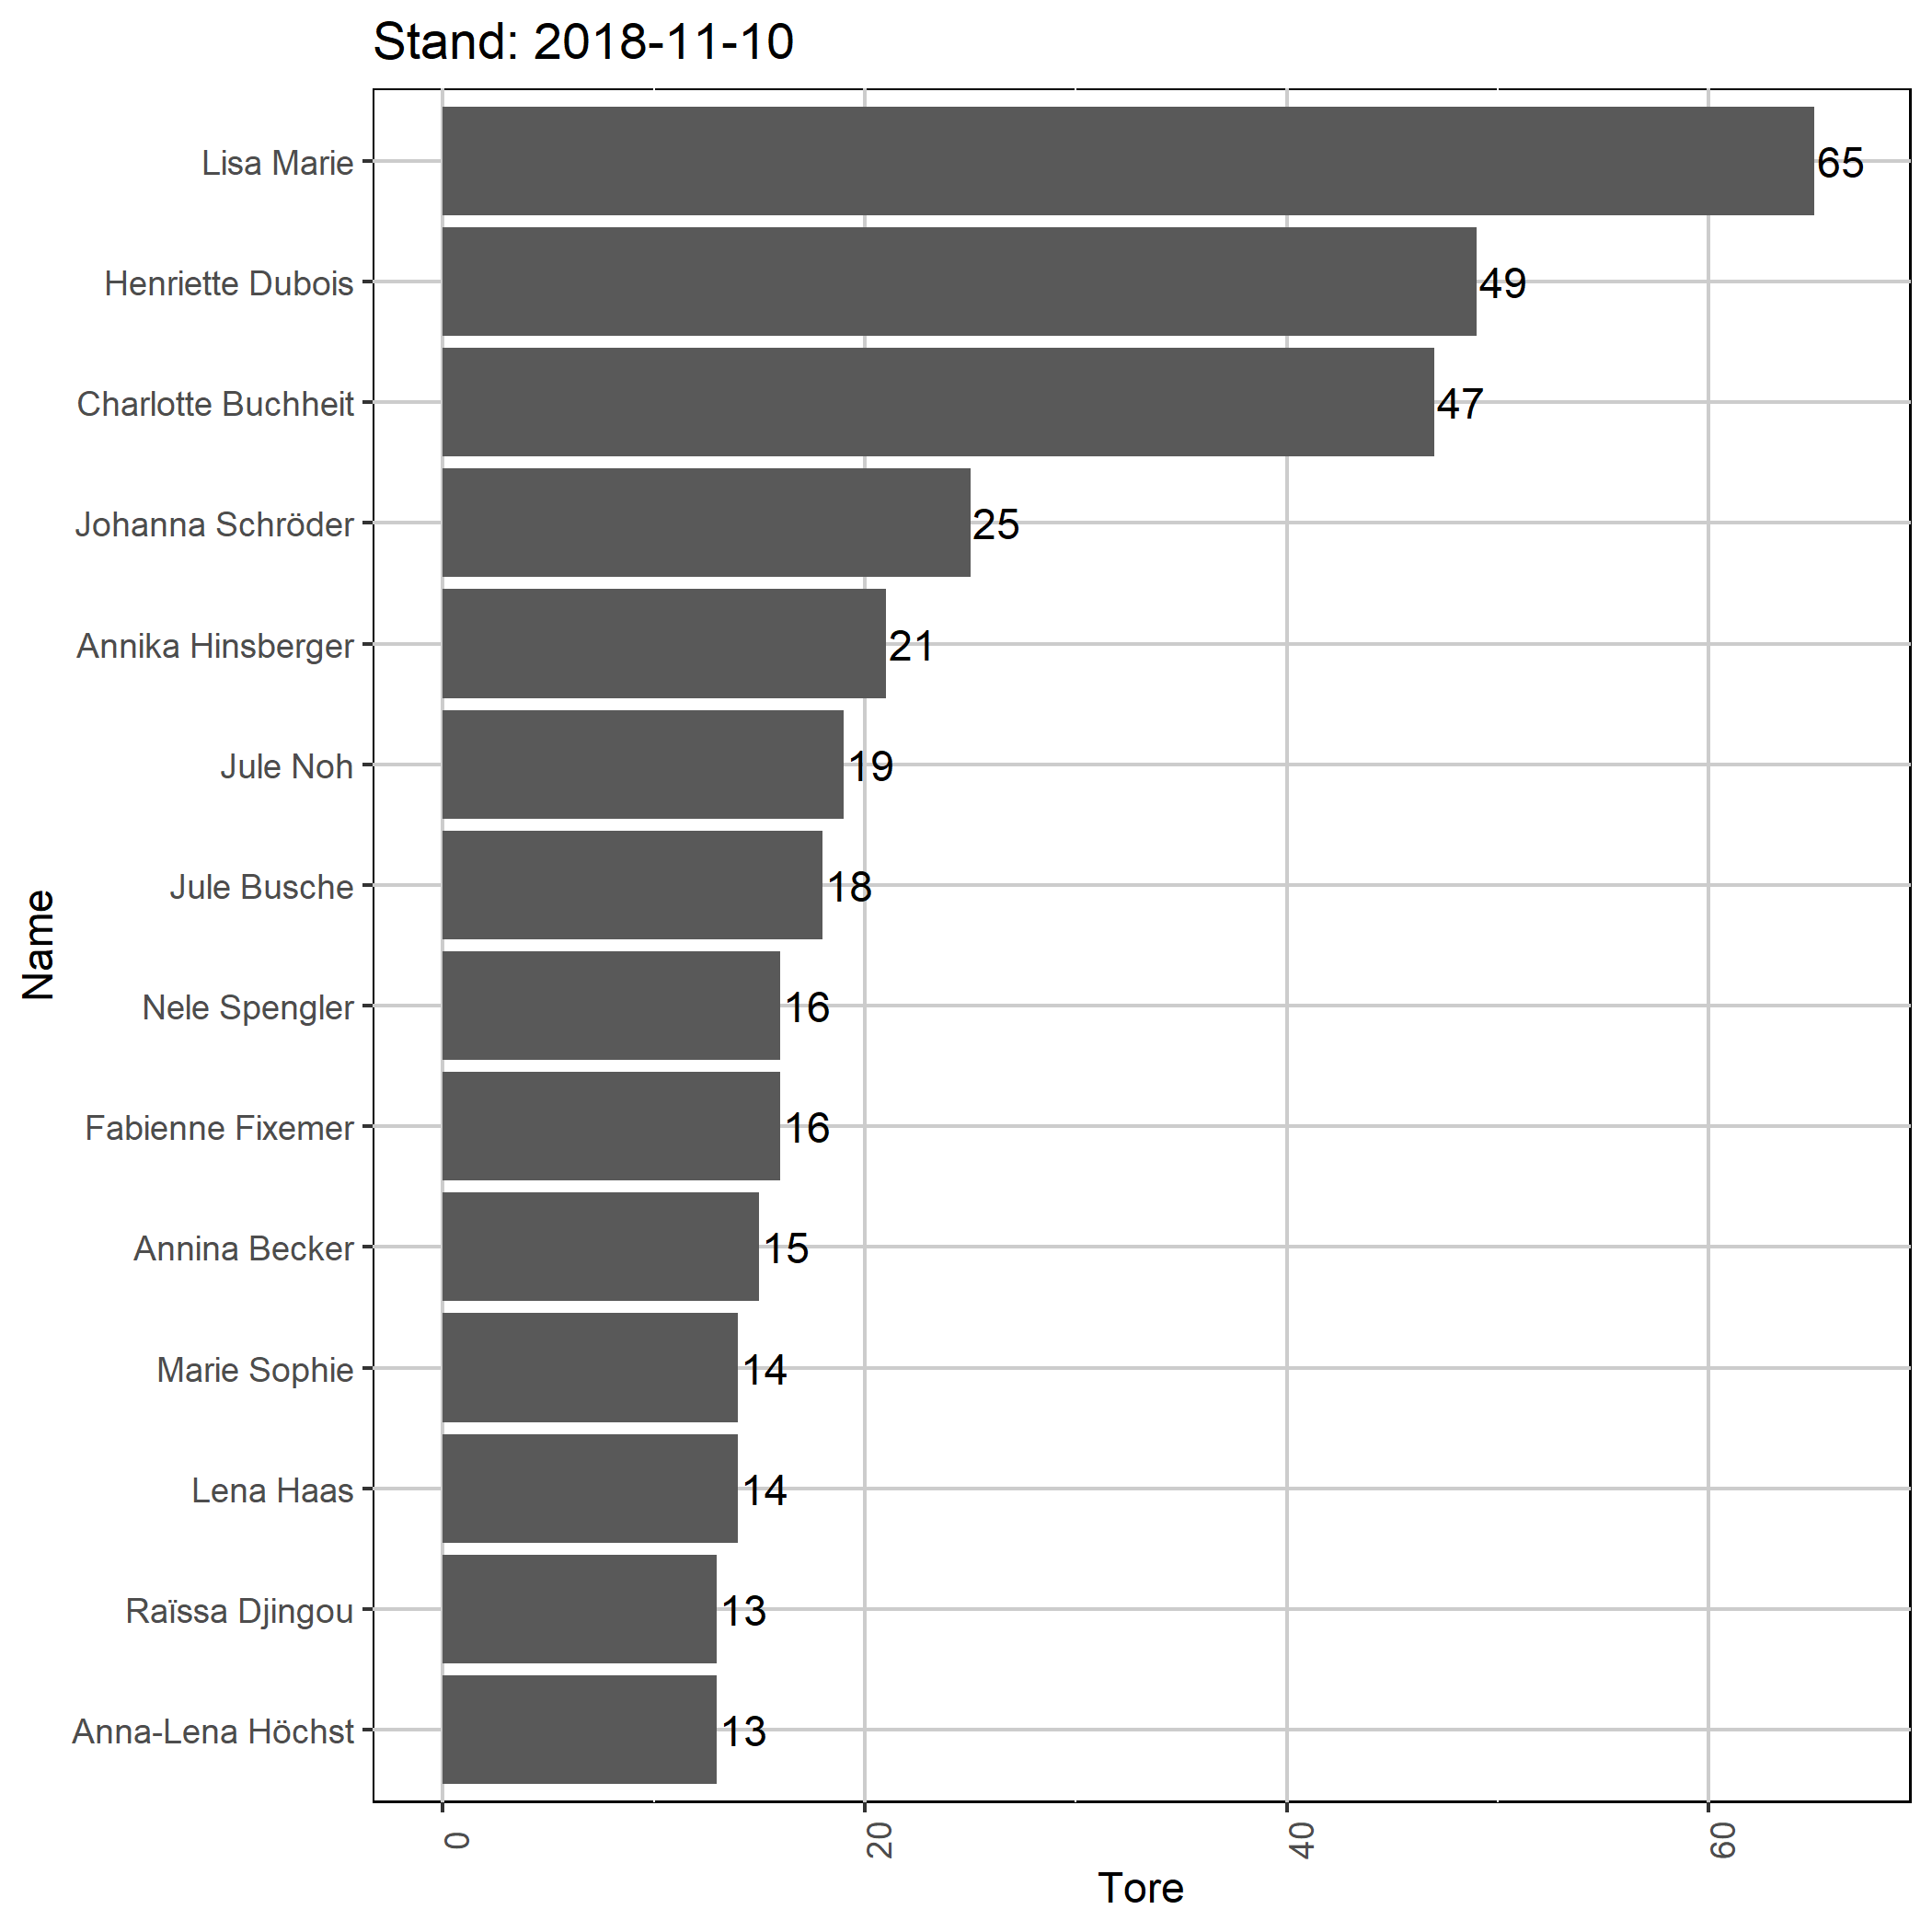 Stand: 2018-11-10
Lisa Marie 65
Henriette Dubois 49
Charlotte Buchheit 47
Johanna Schröder 25
Annika Hinsberger 21
Jule Noh 19
Jule Busche 18
Nele Spengler 16
Fabienne Fixemer 16
Annina Becker 15
Marie Sophie 14
Lena Haas 14
Raïssa Djingou 13
Anna-Lena Höchst 13
Name
0 20 40 60
Tore